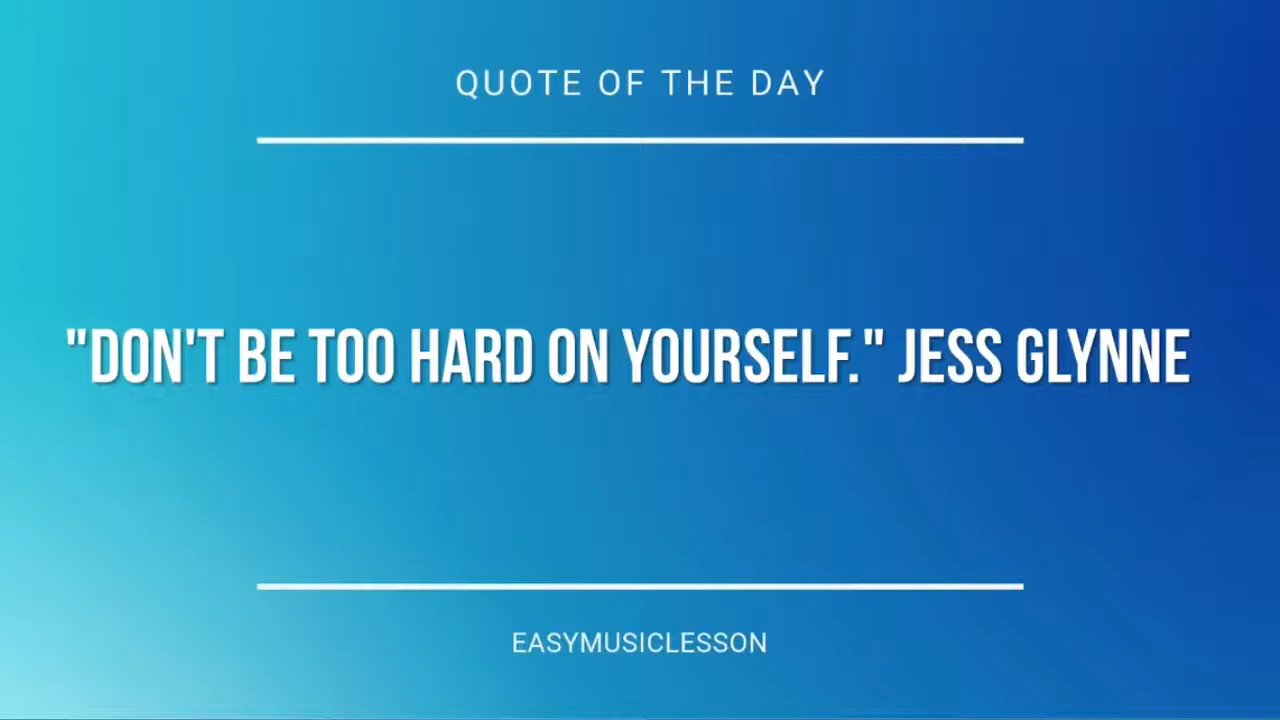 QUOTE OF THE DAY
"DON'T BE TOO HARD ON YOURSELF." JESS GLYNNE
EASYMUSICLESSON